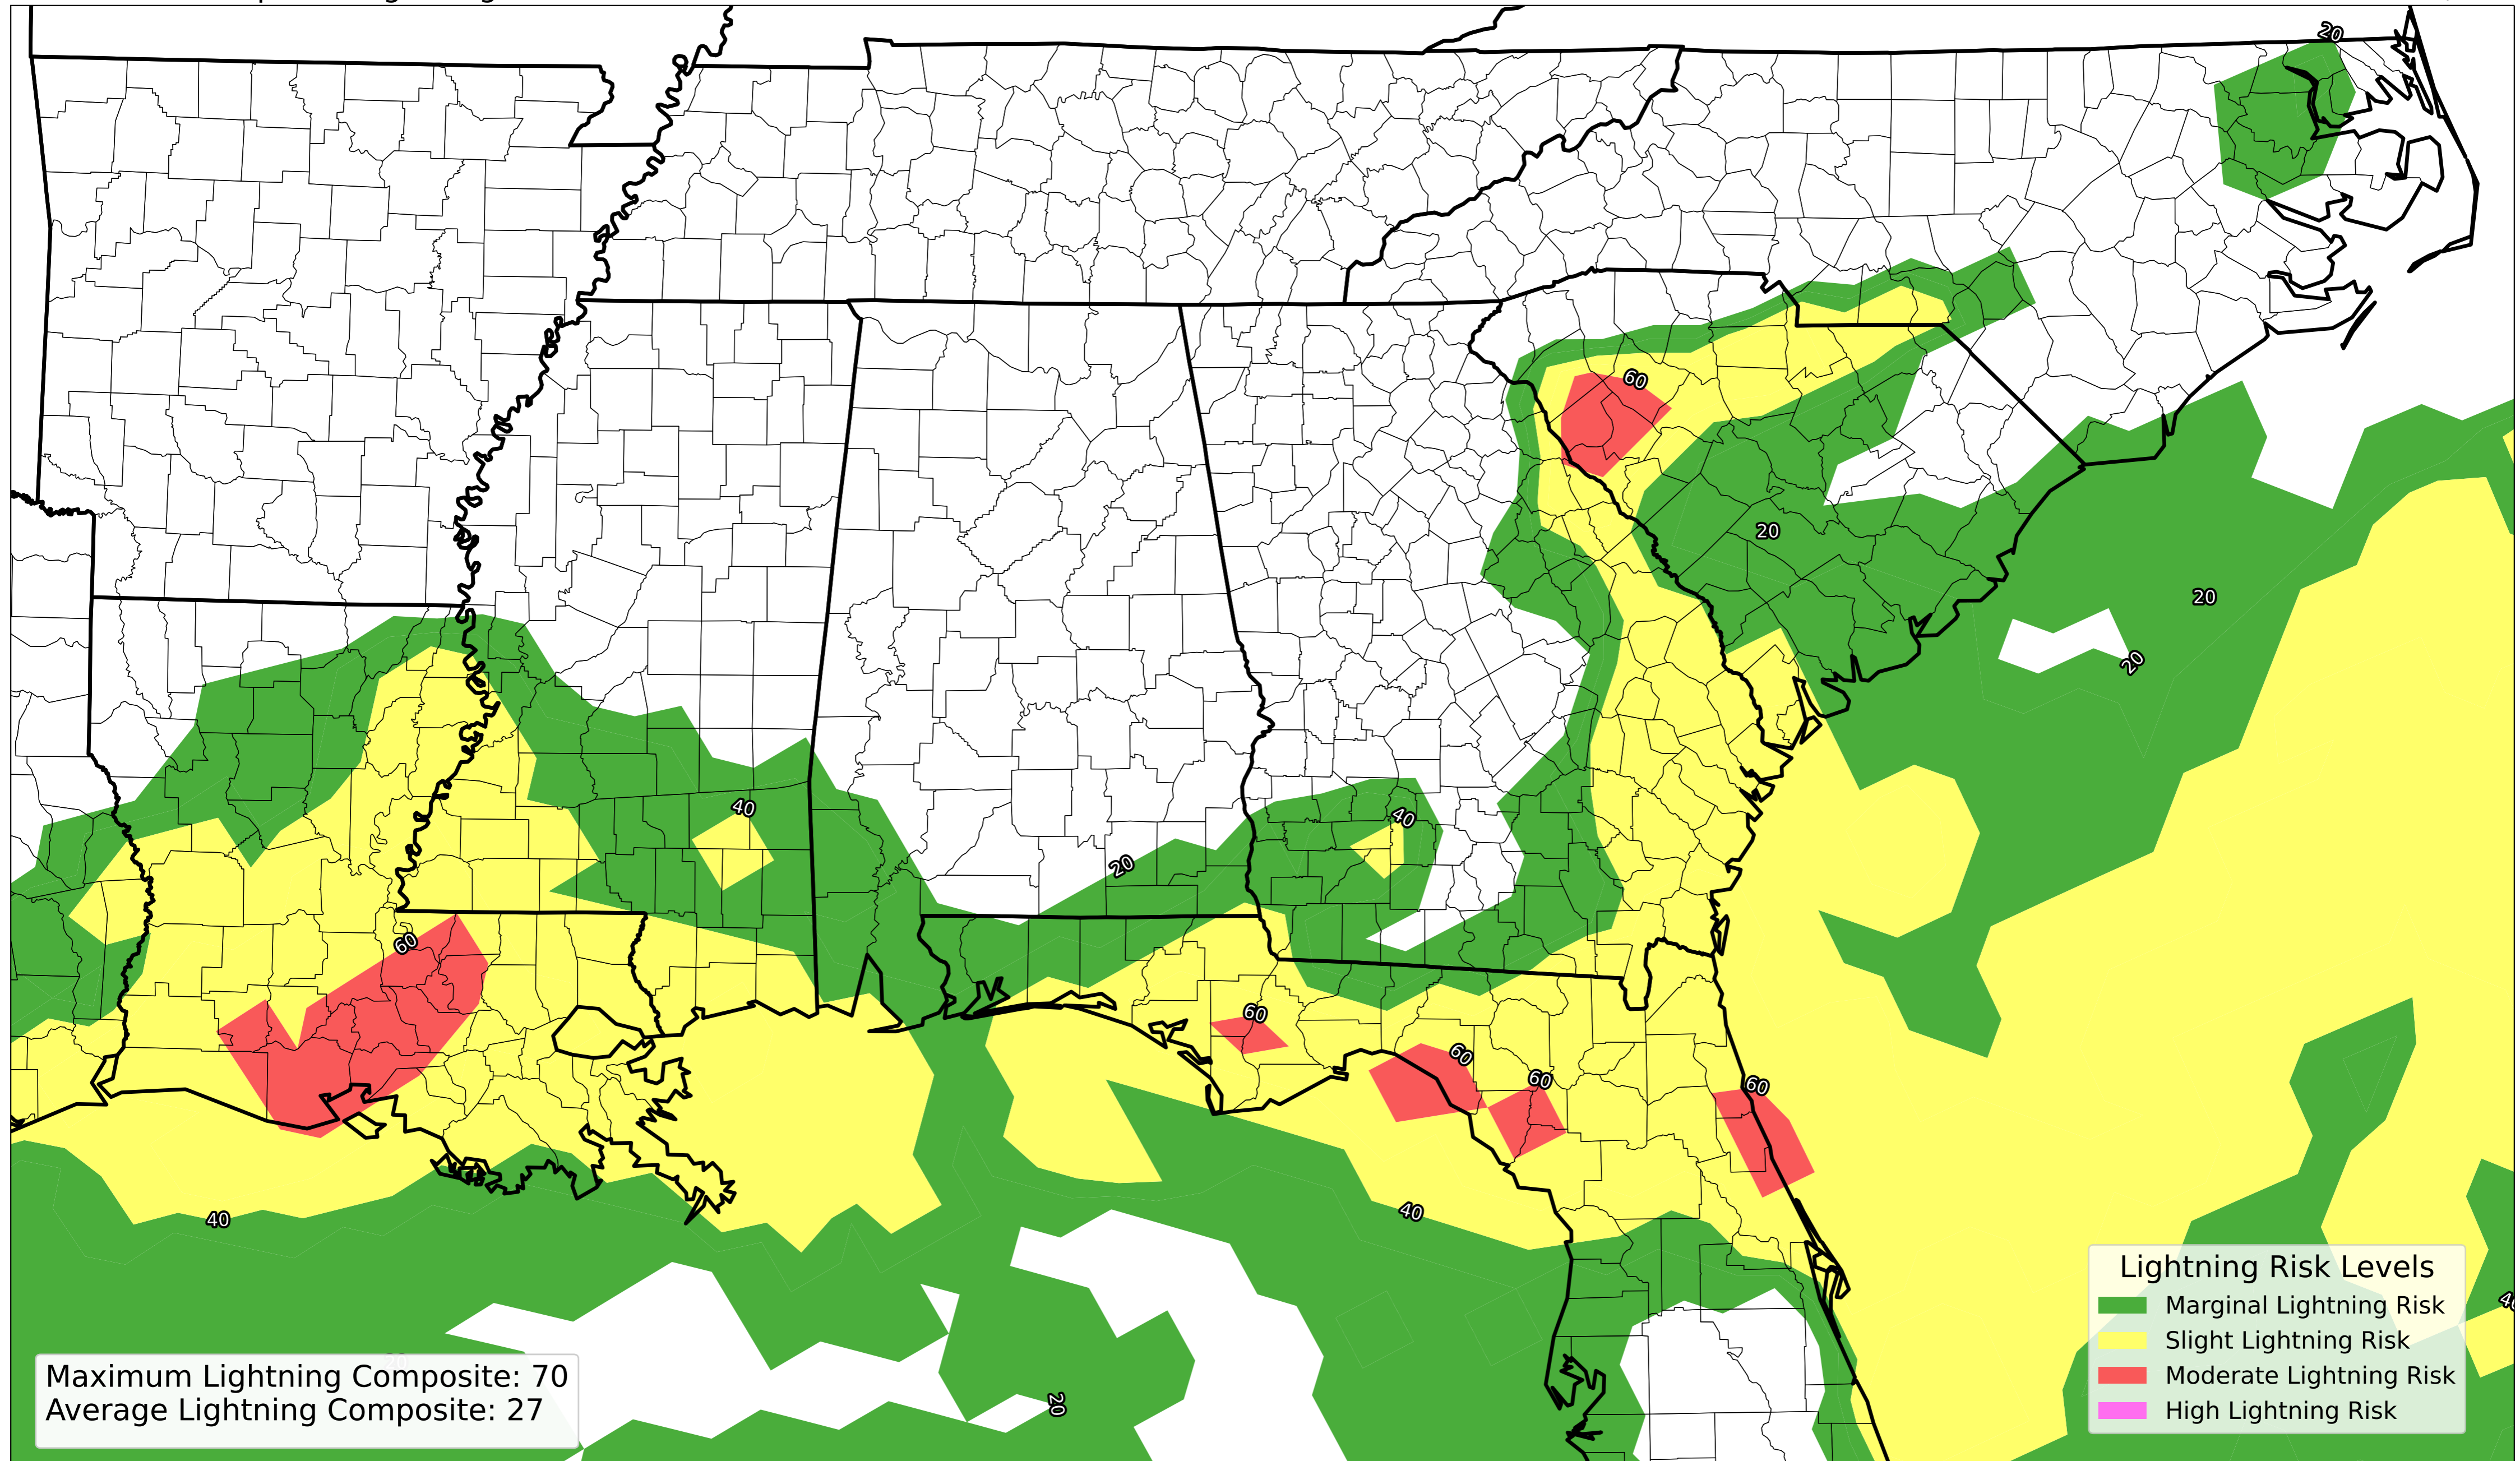 20
60
20
20
20
40
40
20
60
60
60
60
60
40
40
20
Lightning Risk Levels
Marginal Lightning Risk
Slight Lightning Risk
Moderate Lightning Risk
High Lightning Risk
Maximum Lightning Composite: 70
Average Lightning Composite: 27